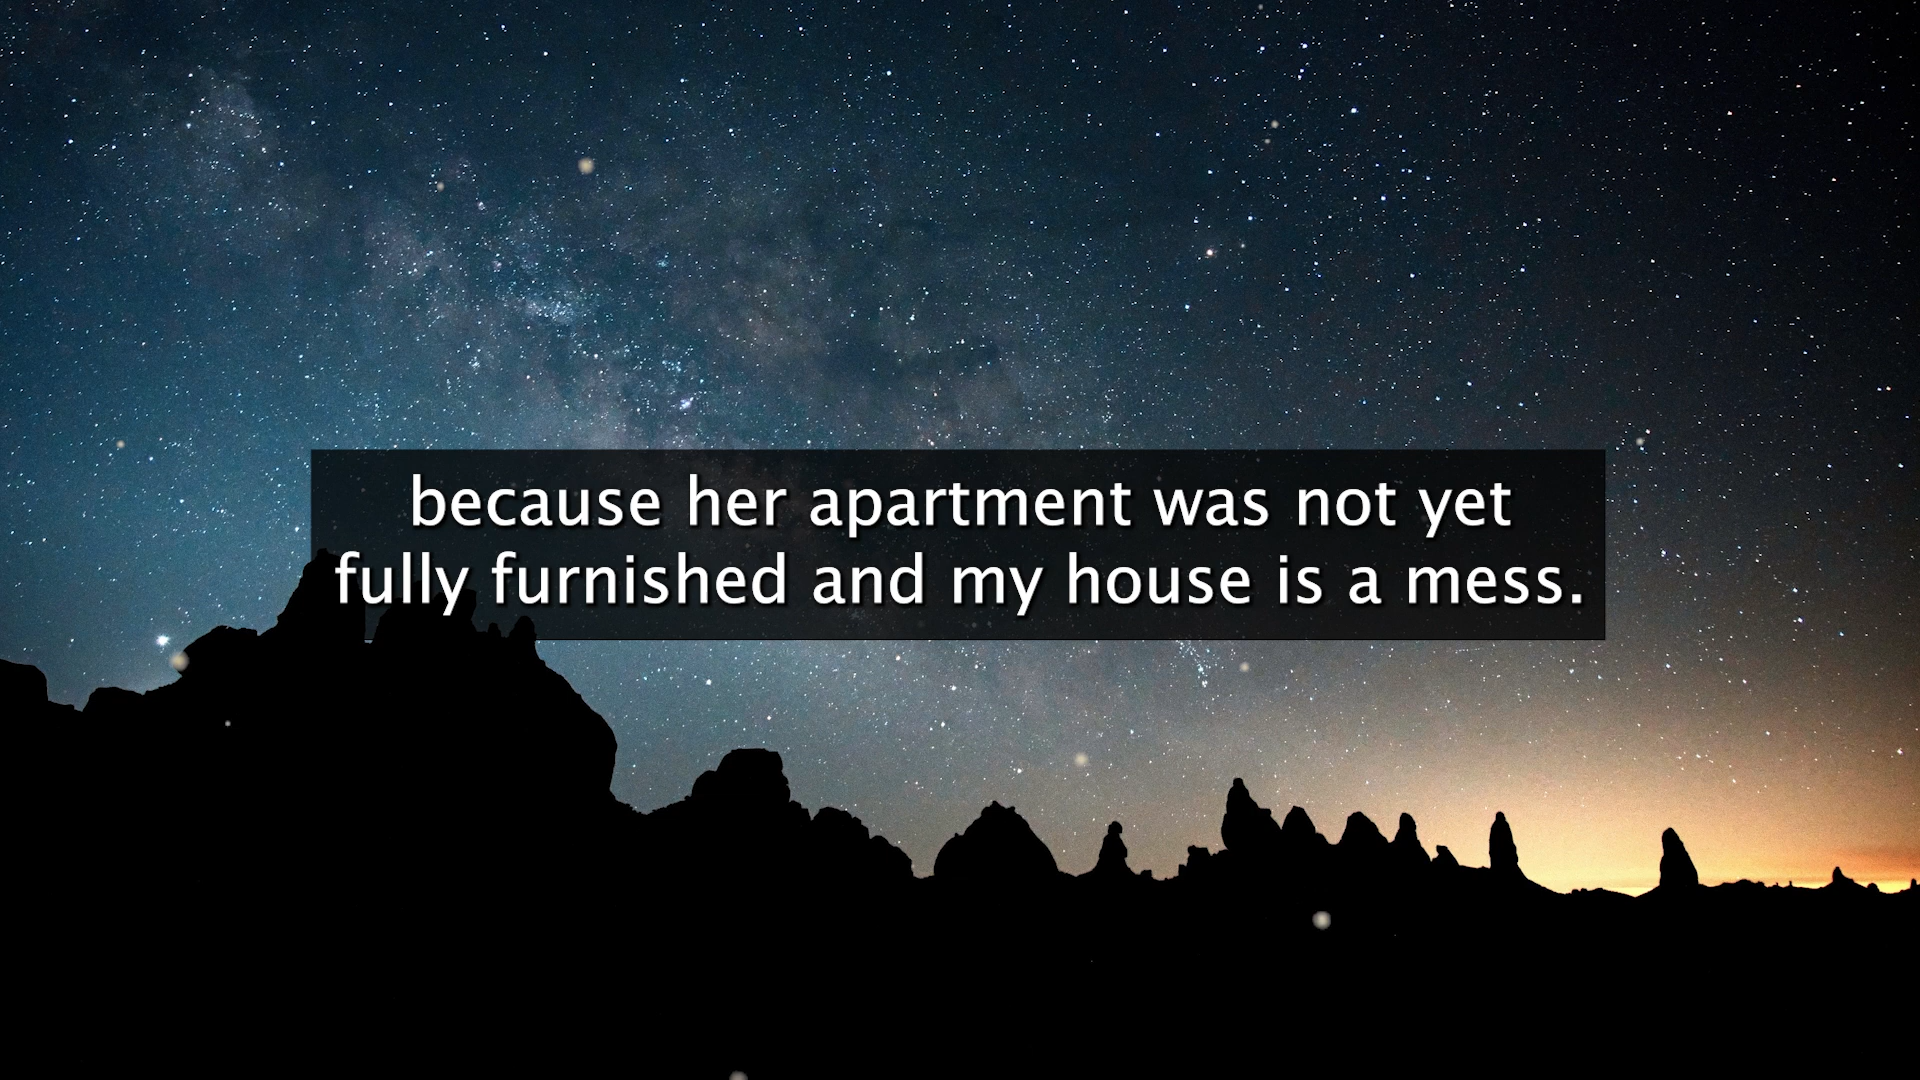 because her apartment was not yet
fully furnished and my house is a mess.